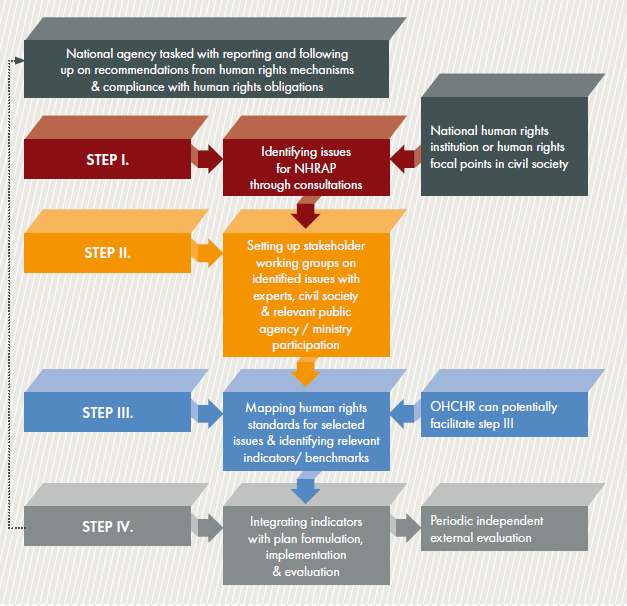 National agency tasked with reporting and following
up on recommendations from human rights mechanisms
& compliance with human rights obligations
National human rights
institution or human rights
focal points in civil society
STEP I.
Identifying issues
for NHRAP
through consultations
STEP II.
Setting up stakeholder
working groups on
identified issues with
experts, civil society
& relevant public
agency / ministry
participation
STEP III.
Mapping human rights
standards for selected
issues & identifying relevant
indicators/ benchmarks
OHCHR can potentially
facilitate step III
STEP IV.
Integrating indicators
with plan formulation,
implementation
& evaluation
Periodic independent
external evaluation